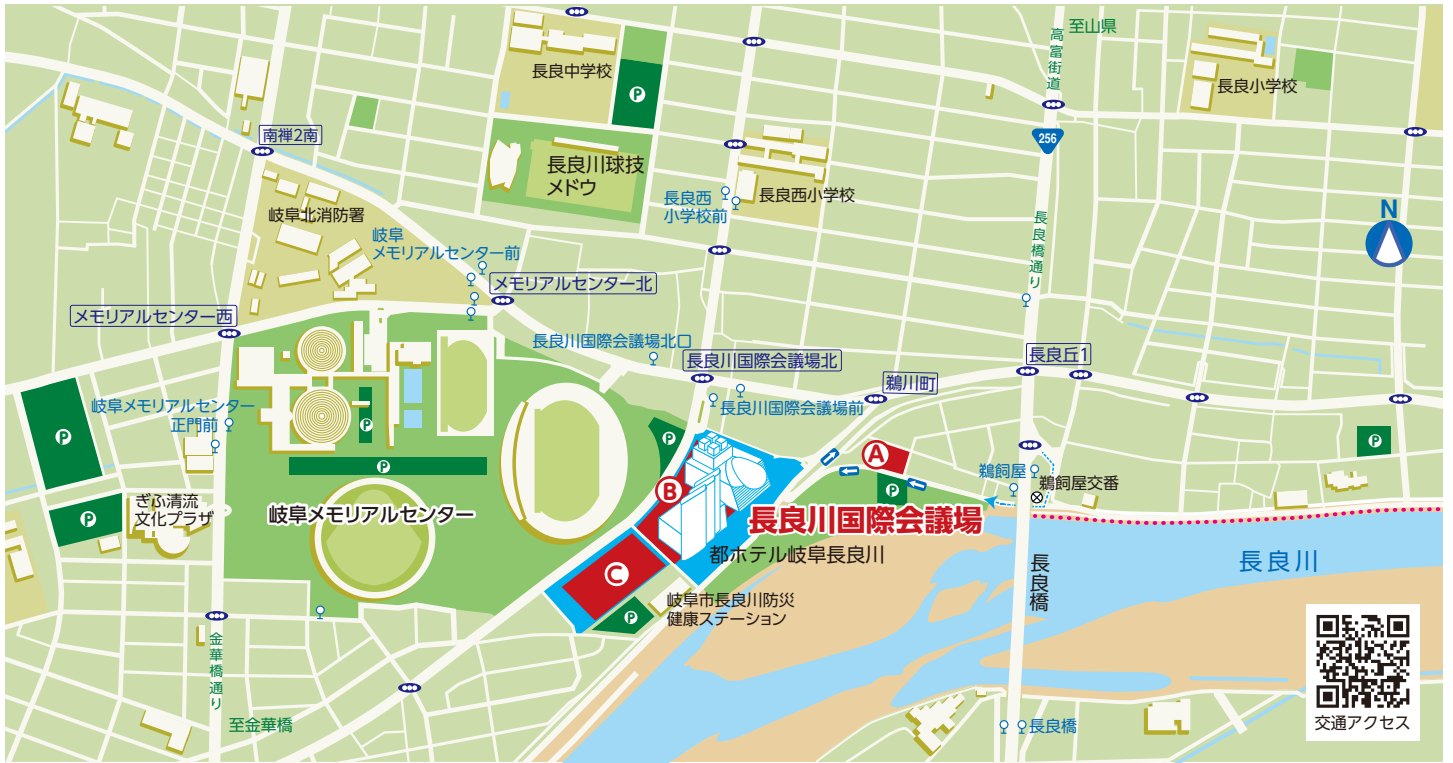 至山県
高富街道
長良中学校
長良小学校
P
256
南禅2南
長良川球技
メドウ
長良西
小学校前
長良西小学校
岐阜北消防署
岐阜
メモリアルセンター前
長良橋通り
N
メモリアルセンター北
メモリアルセンター西
長良川国際会議場北口
長良川国際会議場北
長良丘1
鵜川町
岐阜メモリアルセンター
正門前
長良川国際会議場前
P
P
P
P
P
A
鵜飼屋
鵜飼屋交番
P
B
P
ぎふ清流
文化プラザ
岐阜メモリアルセンター
長良川国際会議場
都ホテル岐阜長良川
長良川
長良橋
C
岐阜市長良川防災
健康ステーション
P
金華橋通り
至金華橋
長良橋
交通アクセス